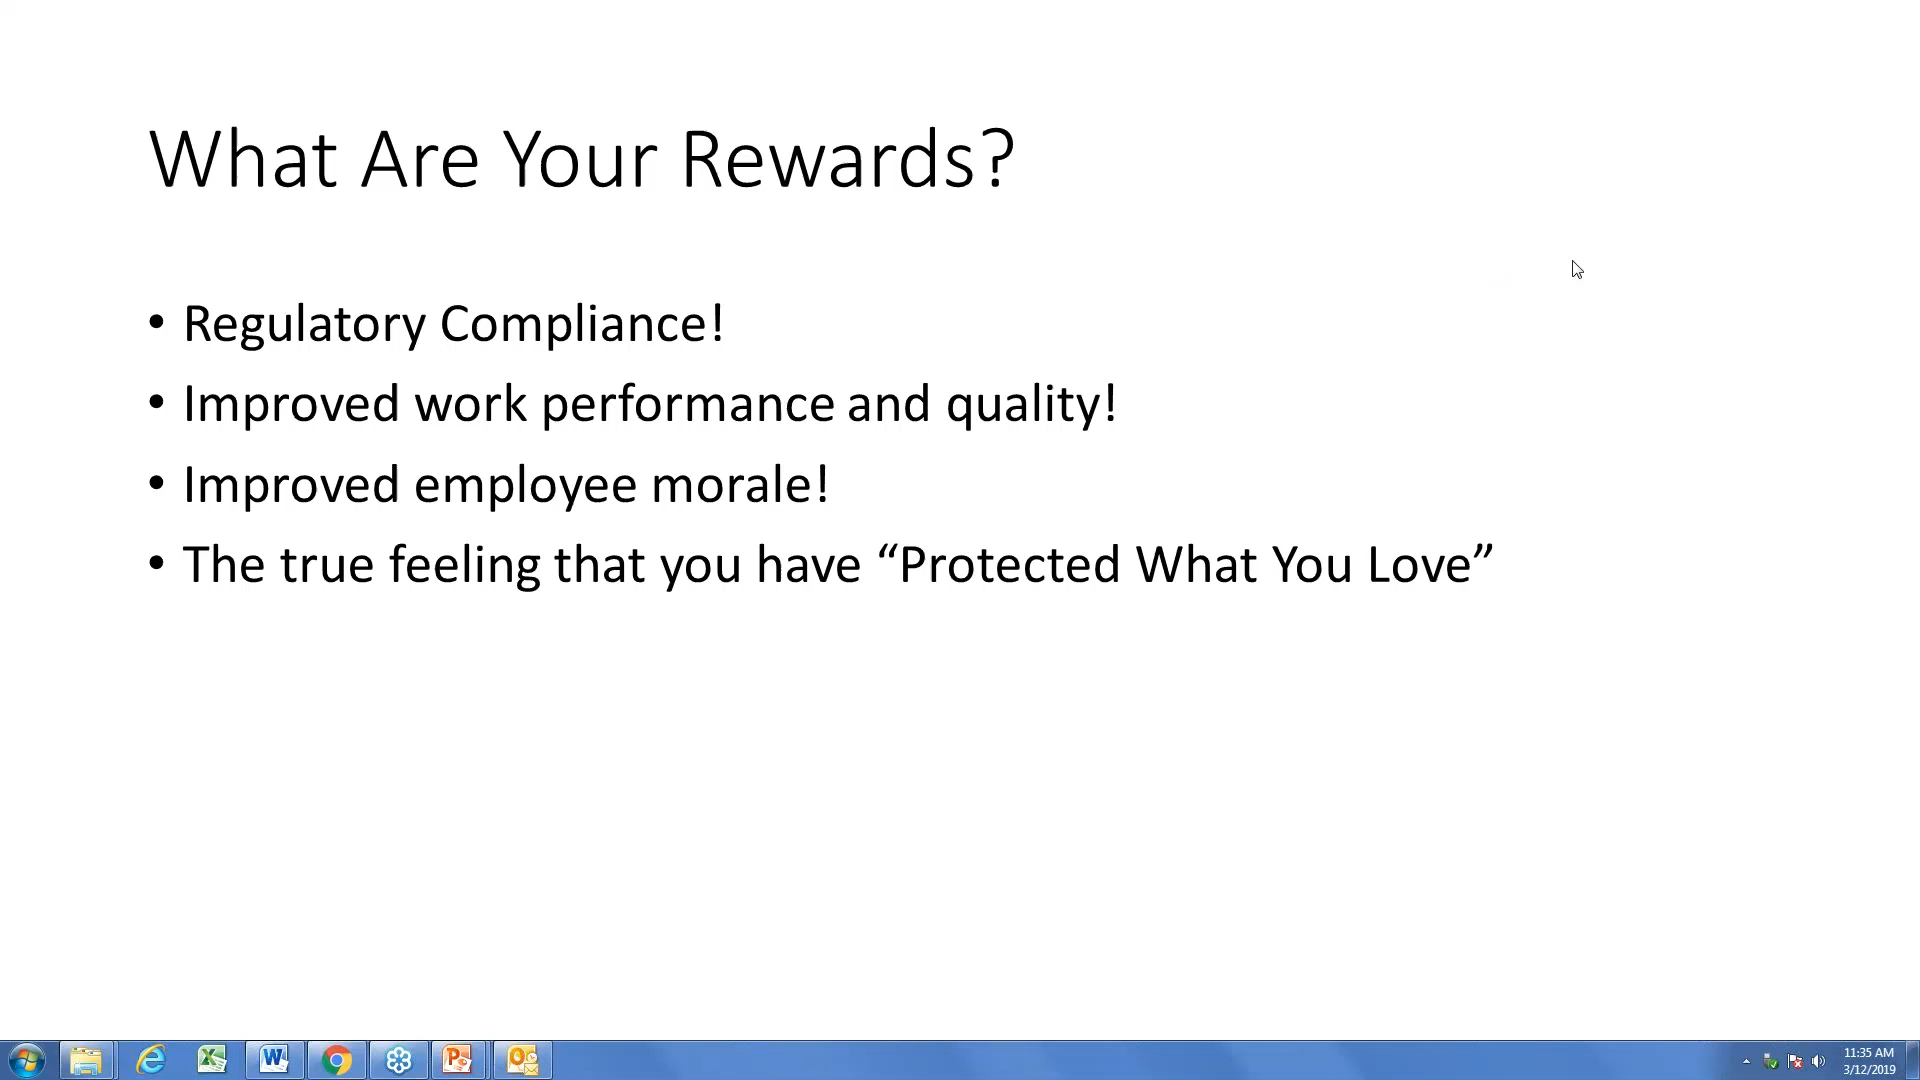 What Are Your Rewards?
• Regulatory Compliance!
• Improved work performance and quality!
• Improved employee morale!
• The true feeling that you have “Protected What You Love”
11:35 AM
3/12/2019